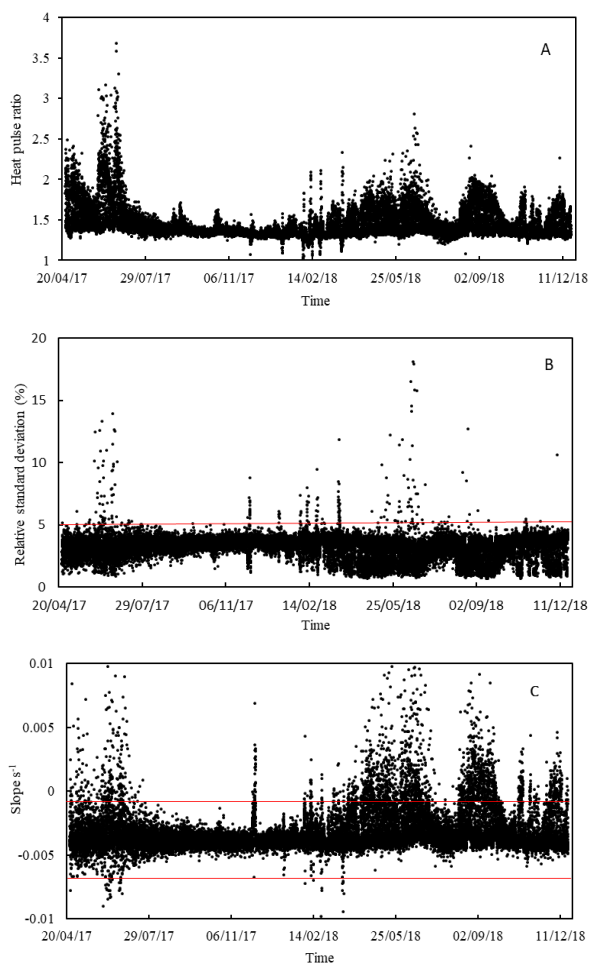 4
A
3.5
3
2.5
2
1.5
1
Heat pulse ratio
20/04/17 29/07/17 06/11/17 14/02/18 25/05/18 02/09/18 11/12/18
Time
20
B
15
10
5
0
Relative standard deviation (%)
20/04/17 29/07/17 06/11/17 14/02/18 25/05/18 02/09/18 11/12/18
Time
0.01
C
0.005
0
-0.005
-0.01
Slope s-1
20/04/17 29/07/17 06/11/17 14/02/18 25/05/18 02/09/18 11/12/18
Time